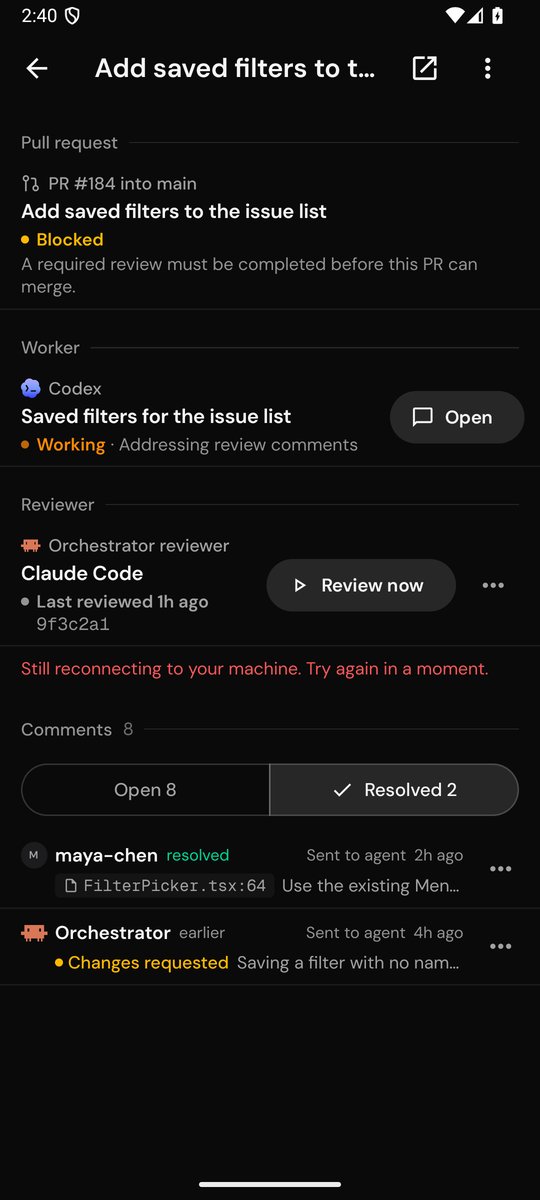 2:40
Add saved filters to t...
Pull request
PR #184 into main
Add saved filters to the issue list
Blocked
A required review must be completed before this PR can
merge.
Worker
Codex
Saved filters for the issue list
Working · Addressing review comments
Open
Reviewer
Orchestrator reviewer
Claude Code
Last reviewed 1h ago
9f3c2a1
Review now
Still reconnecting to your machine. Try again in a moment.
Comments 8
Open 8
Resolved 2
M maya-chen resolved Sent to agent 2h ago
FilterPicker.tsx:64 Use the existing Men...
Orchestrator earlier Sent to agent 4h ago
Changes requested Saving a filter with no nam...